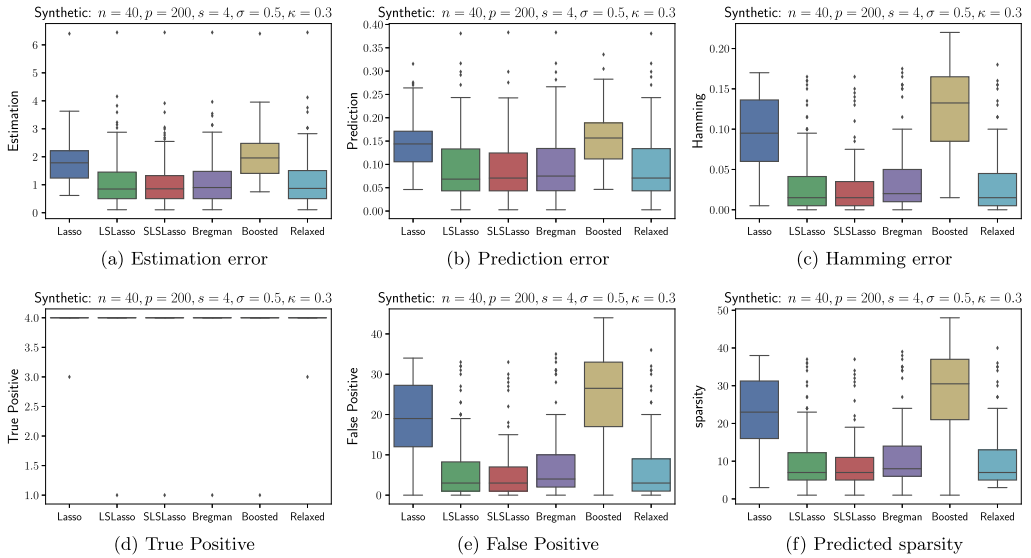 Synthetic: n = 40, p = 200, s = 4, σ = 0.5, κ = 0.3
Estimation
6
5
4
3
2
1
0
Lasso LSLasso SLSLasso Bregman Boosted Relaxed
(a) Estimation error
Synthetic: n = 40, p = 200, s = 4, σ = 0.5, κ = 0.3
Prediction
0.40
0.35
0.30
0.25
0.20
0.15
0.10
0.05
0.00
Lasso LSLasso SLSLasso Bregman Boosted Relaxed
(b) Prediction error
Synthetic: n = 40, p = 200, s = 4, σ = 0.5, κ = 0.3
Hamming
0.20
0.15
0.10
0.05
0.00
Lasso LSLasso SLSLasso Bregman Boosted Relaxed
(c) Hamming error
Synthetic: n = 40, p = 200, s = 4, σ = 0.5, κ = 0.3
True Positive
4.0
3.5
3.0
2.5
2.0
1.5
1.0
Lasso LSLasso SLSLasso Bregman Boosted Relaxed
(d) True Positive
Synthetic: n = 40, p = 200, s = 4, σ = 0.5, κ = 0.3
False Positive
40
30
20
10
0
Lasso LSLasso SLSLasso Bregman Boosted Relaxed
(e) False Positive
Synthetic: n = 40, p = 200, s = 4, σ = 0.5, κ = 0.3
sparsity
50
40
30
20
10
0
Lasso LSLasso SLSLasso Bregman Boosted Relaxed
(f) Predicted sparsity